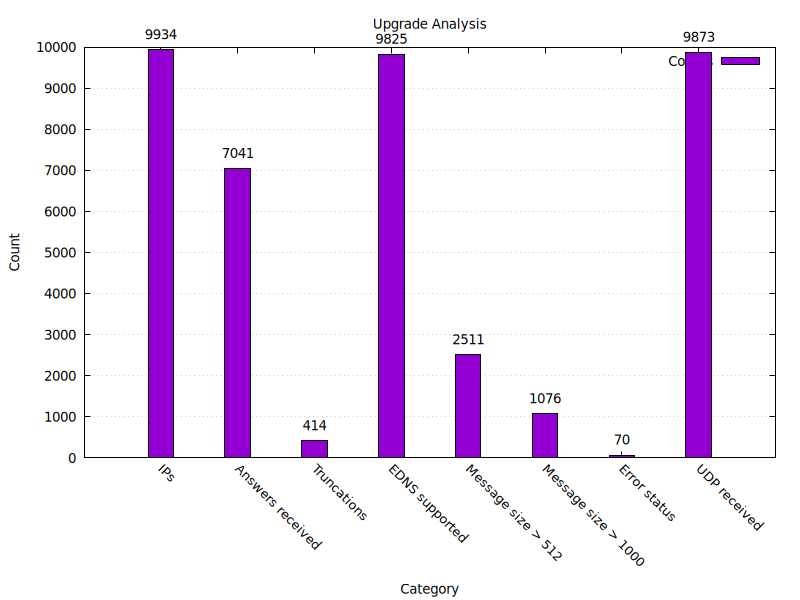 Upgrade Analysis
9934
9825
9873
10000
9000
8000
7000
6000
5000
4000
3000
2000
1000
0
7041
414
2511
1076
70
Count
IPs
Answers received
Truncations
EDNS supported
Message size > 512
Message size > 1000
Error status
UDP received
Category